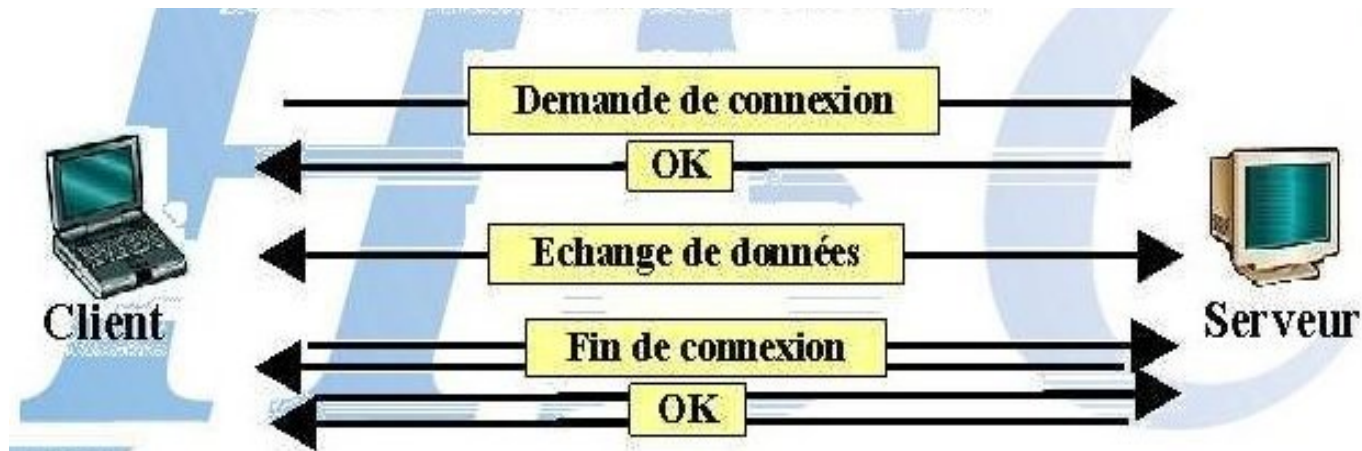 Demande de connexion
OK
Echange de données
Client
Serveur
Fin de connexion
OK